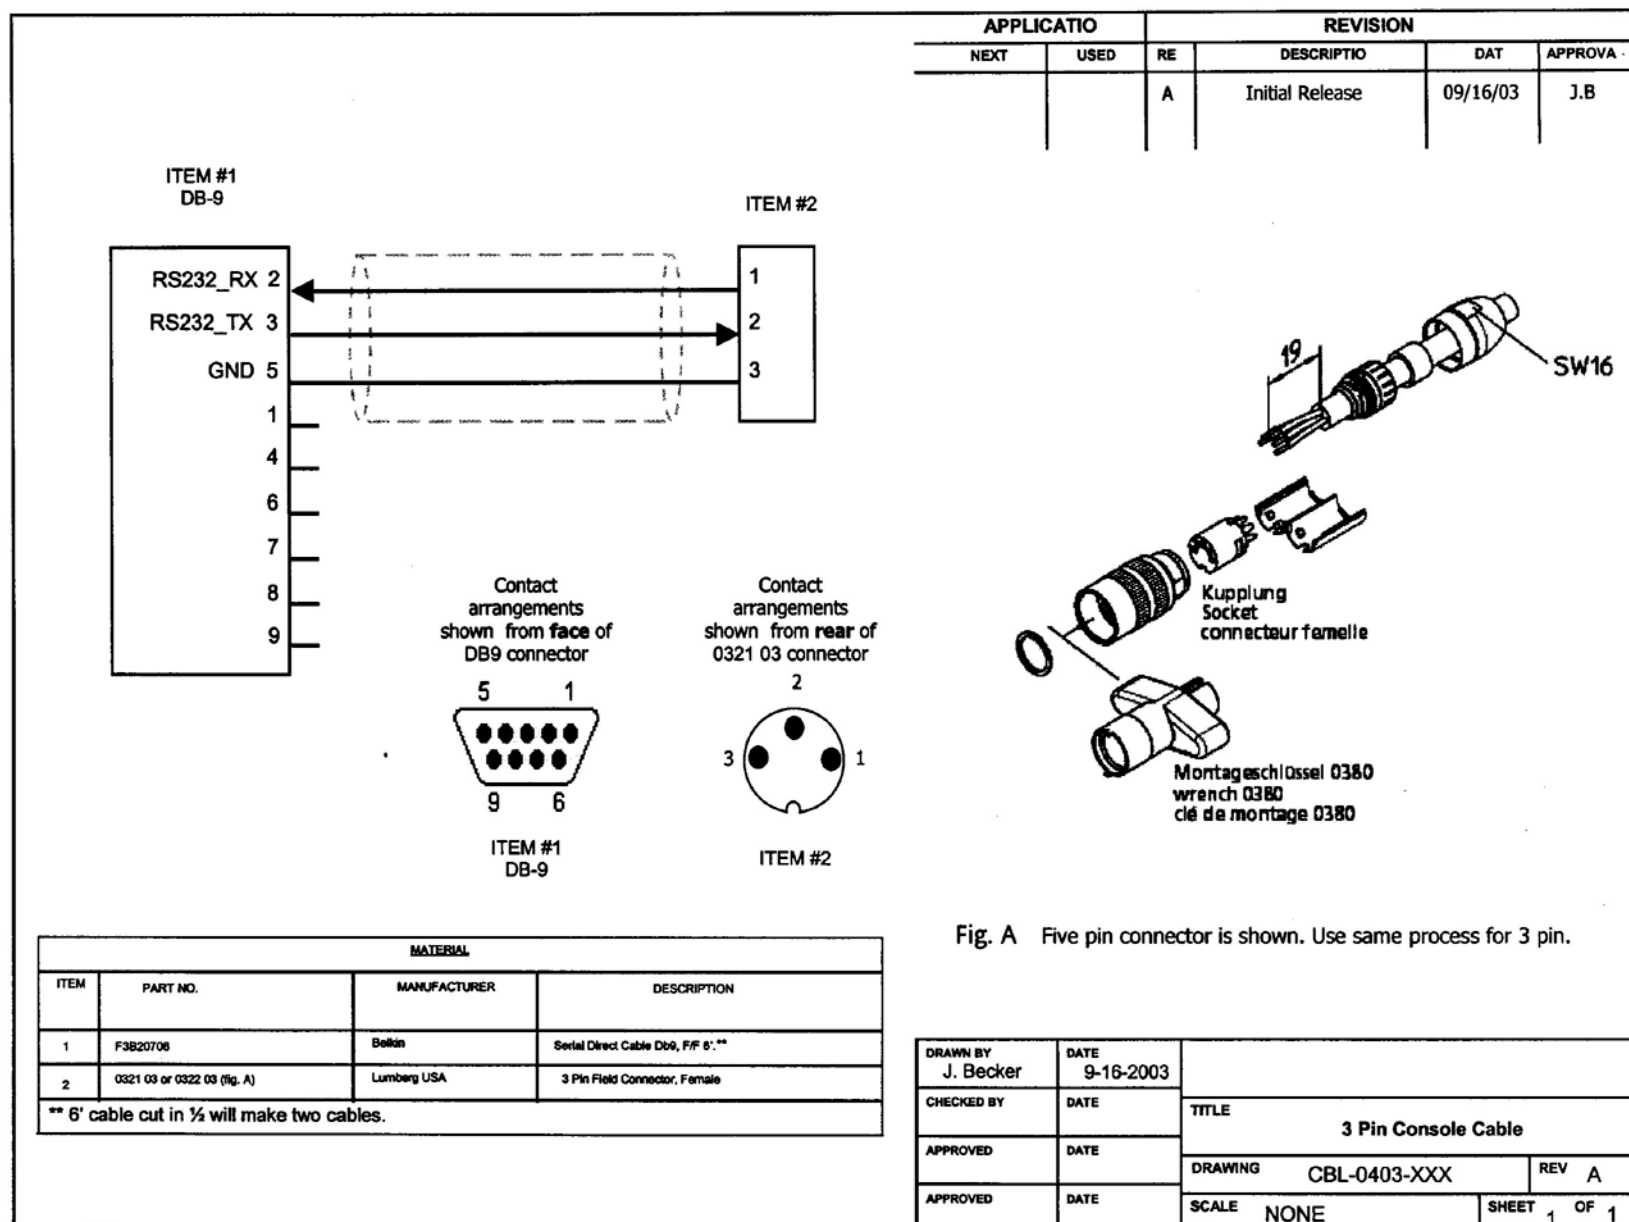 APPLICATIO REVISION
NEXT USED RE DESCRIPTIO DAT APPROVA
A Initial Release 09/16/03 J.B
ITEM #1
DB-9
ITEM #2
RS232_RX 2
1
RS232_TX 3
2
GND 5
3
1
4
6
7
8
9
19
SW16
Kupplung
Socket
connecteur femelle
Montageschlüssel 0380
wrench 0380
clé de montage 0380
Contact
arrangements
shown from face of
DB9 connector
5 1
9 6
ITEM #1
DB-9
Contact
arrangements
shown from rear of
0321 03 connector
2
3 1
ITEM #2
Fig. A Five pin connector is shown. Use same process for 3 pin.
MATERIAL
ITEM PART NO. MANUFACTURER DESCRIPTION
1 F3B20706 Belkin Serial Direct Cable Db9, F/F 6'.**
2 0321 03 or 0322 03 (fig. A) Lumberg USA 3 Pin Field Connector, Female
** 6' cable cut in ½ will make two cables.
DRAWN BY DATE
J. Becker 9-16-2003
CHECKED BY DATE
TITLE
3 Pin Console Cable
APPROVED DATE
DRAWING CBL-0403-XXX REV A
APPROVED DATE
SCALE NONE SHEET 1 OF 1